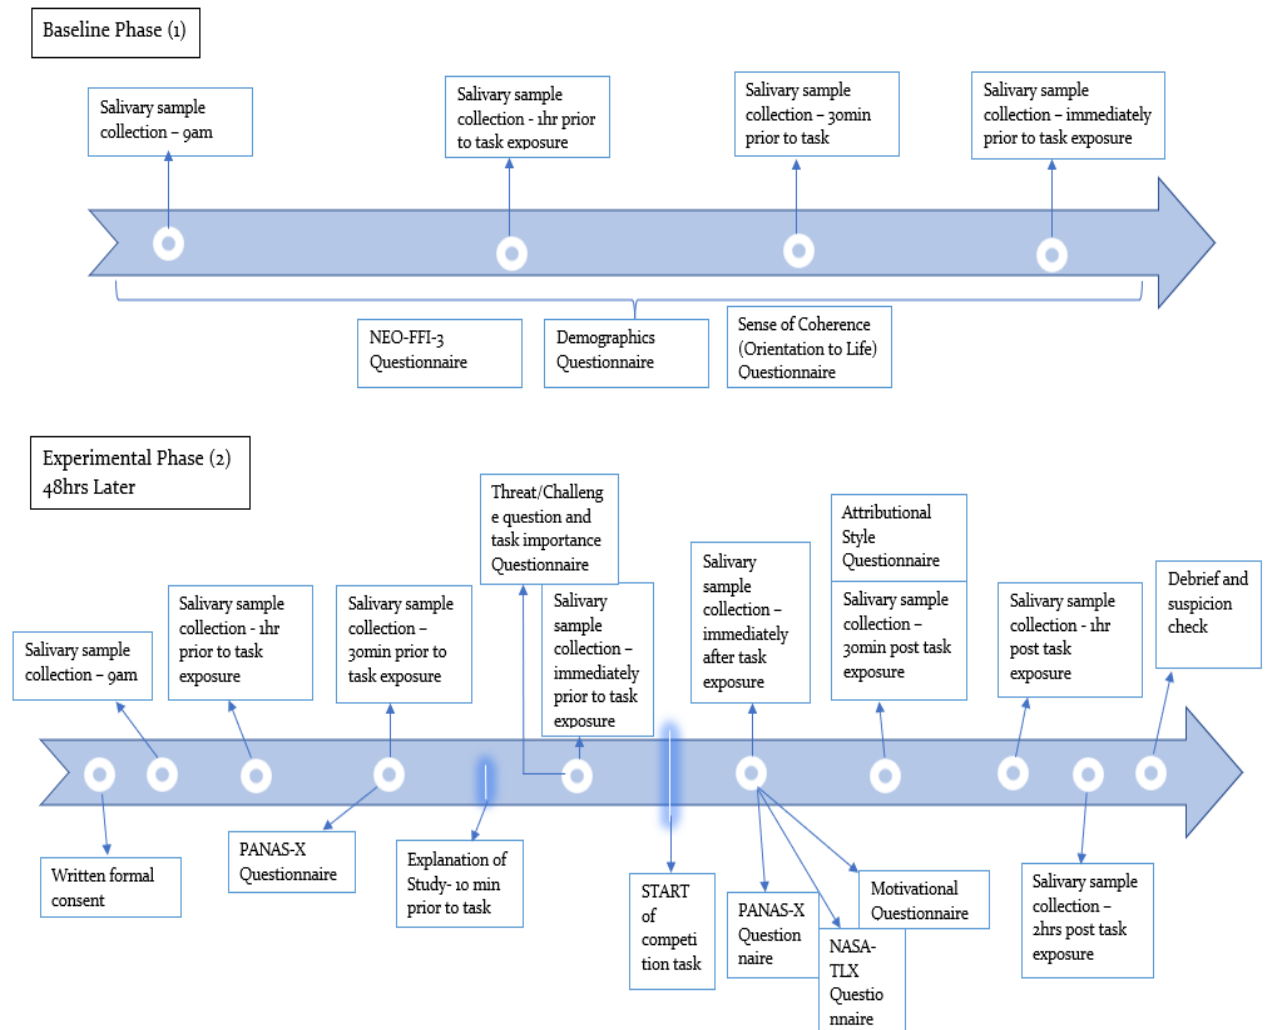 Baseline Phase (1)
Salivary sample
collection – 9am
Salivary sample
collection - 1hr prior
to task exposure
Salivary sample
collection – 30min
prior to task
Salivary sample
collection – immediately
prior to task exposure
NEO-FFI-3
Questionnaire
Demographics
Questionnaire
Sense of Coherence
(Orientation to Life)
Questionnaire
Experimental Phase (2)
48hrs Later
Salivary sample
collection – 9am
Salivary sample
collection - 1hr
prior to task
exposure
Salivary sample
collection –
30min prior to
task exposure
Threat/Challeng
e question and
task importance
Questionnaire
Salivary
sample
collection –
immediately
prior to task
exposure
Salivary
sample
collection –
immediately
after task
exposure
Attributional
Style
Questionnaire
Salivary sample
collection –
30min post task
exposure
Salivary sample
collection - 1hr
post task
exposure
Debrief and
suspicion
check
Written formal
consent
PANAS-X
Questionnaire
Explanation of
Study- 10 min
prior to task
START
of
competi
tion task
PANAS-X
Question
naire
NASA-
TLX
Questio
nnaire
Motivational
Questionnaire
Salivary sample
collection –
2hrs post task
exposure